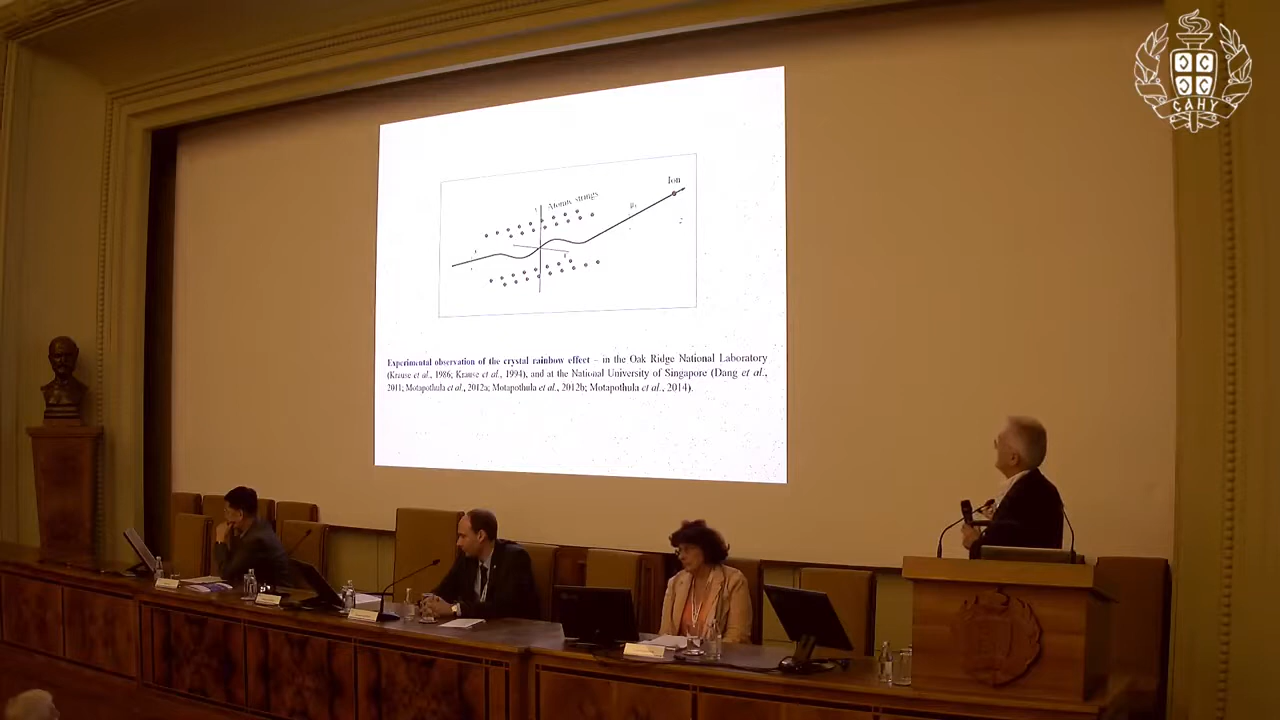 Ion
Atomic strings
Experimental observation of the crystal rainbow effect – in the Oak Ridge National Laboratory
(Krause et al., 1986; Krause et al., 1994), and at the National University of Singapore (Dang et al.,
2011; Motapothula et al., 2012a; Motapothula et al., 2012b; Motapothula et al., 2014).
САНУ